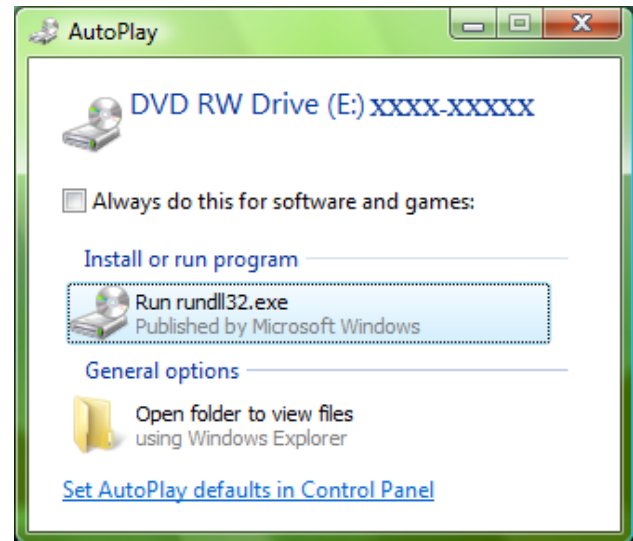 AutoPlay
DVD RW Drive (E:) XXXX-XXXXX
Always do this for software and games:
Install or run program
Run rundll32.exe
Published by Microsoft Windows
General options
Open folder to view files
using Windows Explorer
Set AutoPlay defaults in Control Panel